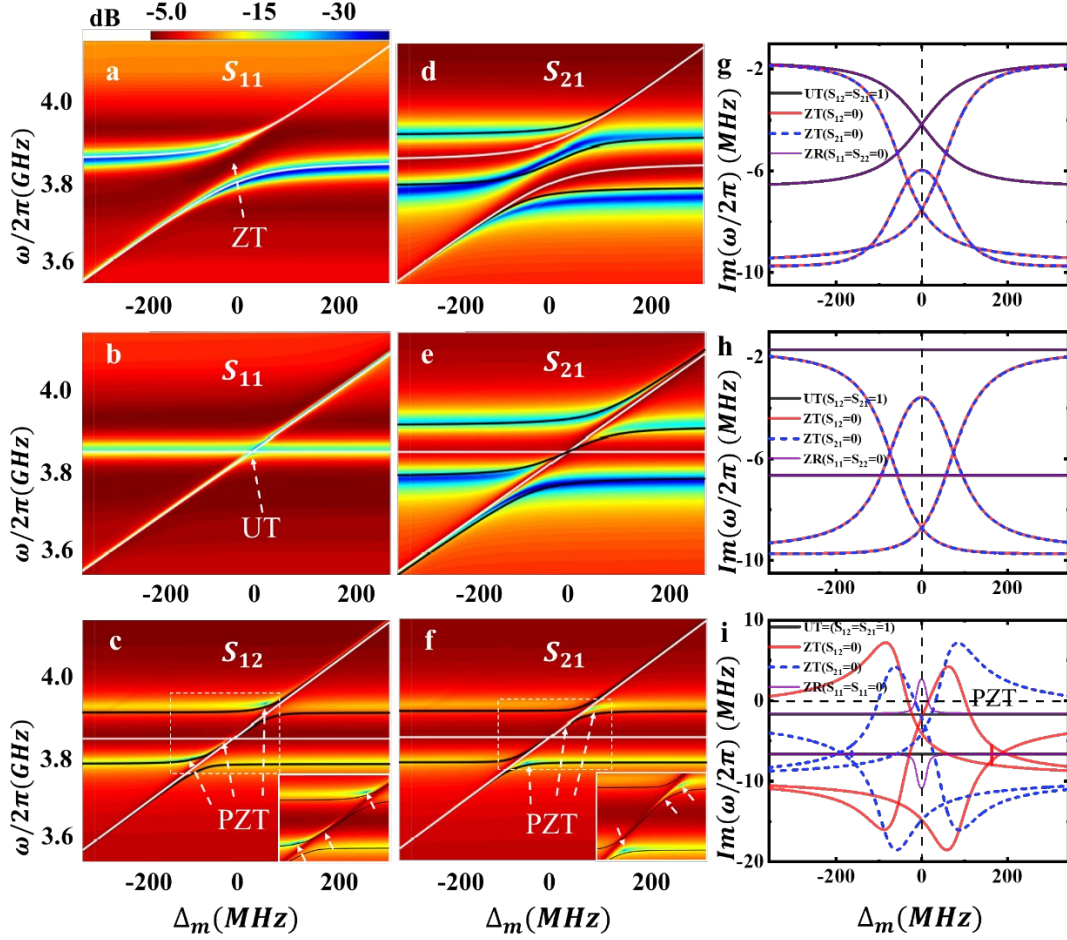 dB -5.0 -15 -30
a S₁₁ d S₂₁ g
ω/2π(GHz) 4.0 3.8 3.6
ZT
-200 0 200 -200 0 200
Im(ω/2π) (MHz) -2 -6 -10
UT(S₁₂=S₂₁=1)
ZT(S₁₂=0)
ZT(S₂₁=0)
ZR(S₁₁=S₂₂=0)
-200 0 200
b S₁₁ e S₂₁ h
ω/2π(GHz) 4.0 3.8 3.6
UT
-200 0 200 -200 0 200
Im(ω/2π) (MHz) -2 -6 -10
UT(S₁₂=S₂₁=1)
ZT(S₁₂=0)
ZT(S₂₁=0)
ZR(S₁₁=S₂₂=0)
-200 0 200
c S₁₂ f S₂₁ i
ω/2π(GHz) 4.0 3.8 3.6
PZT PZT
-200 0 200 -200 0 200
Δₘ(MHz) Δₘ(MHz)
Im(ω/2π) (MHz) 10 0 -10 -20
UT=(S₁₂=S₂₁=1)
ZT(S₁₂=0)
ZT(S₂₁=0)
ZR(S₁₁=S₁₁=0)
PZT
-200 0 200
Δₘ(MHz)